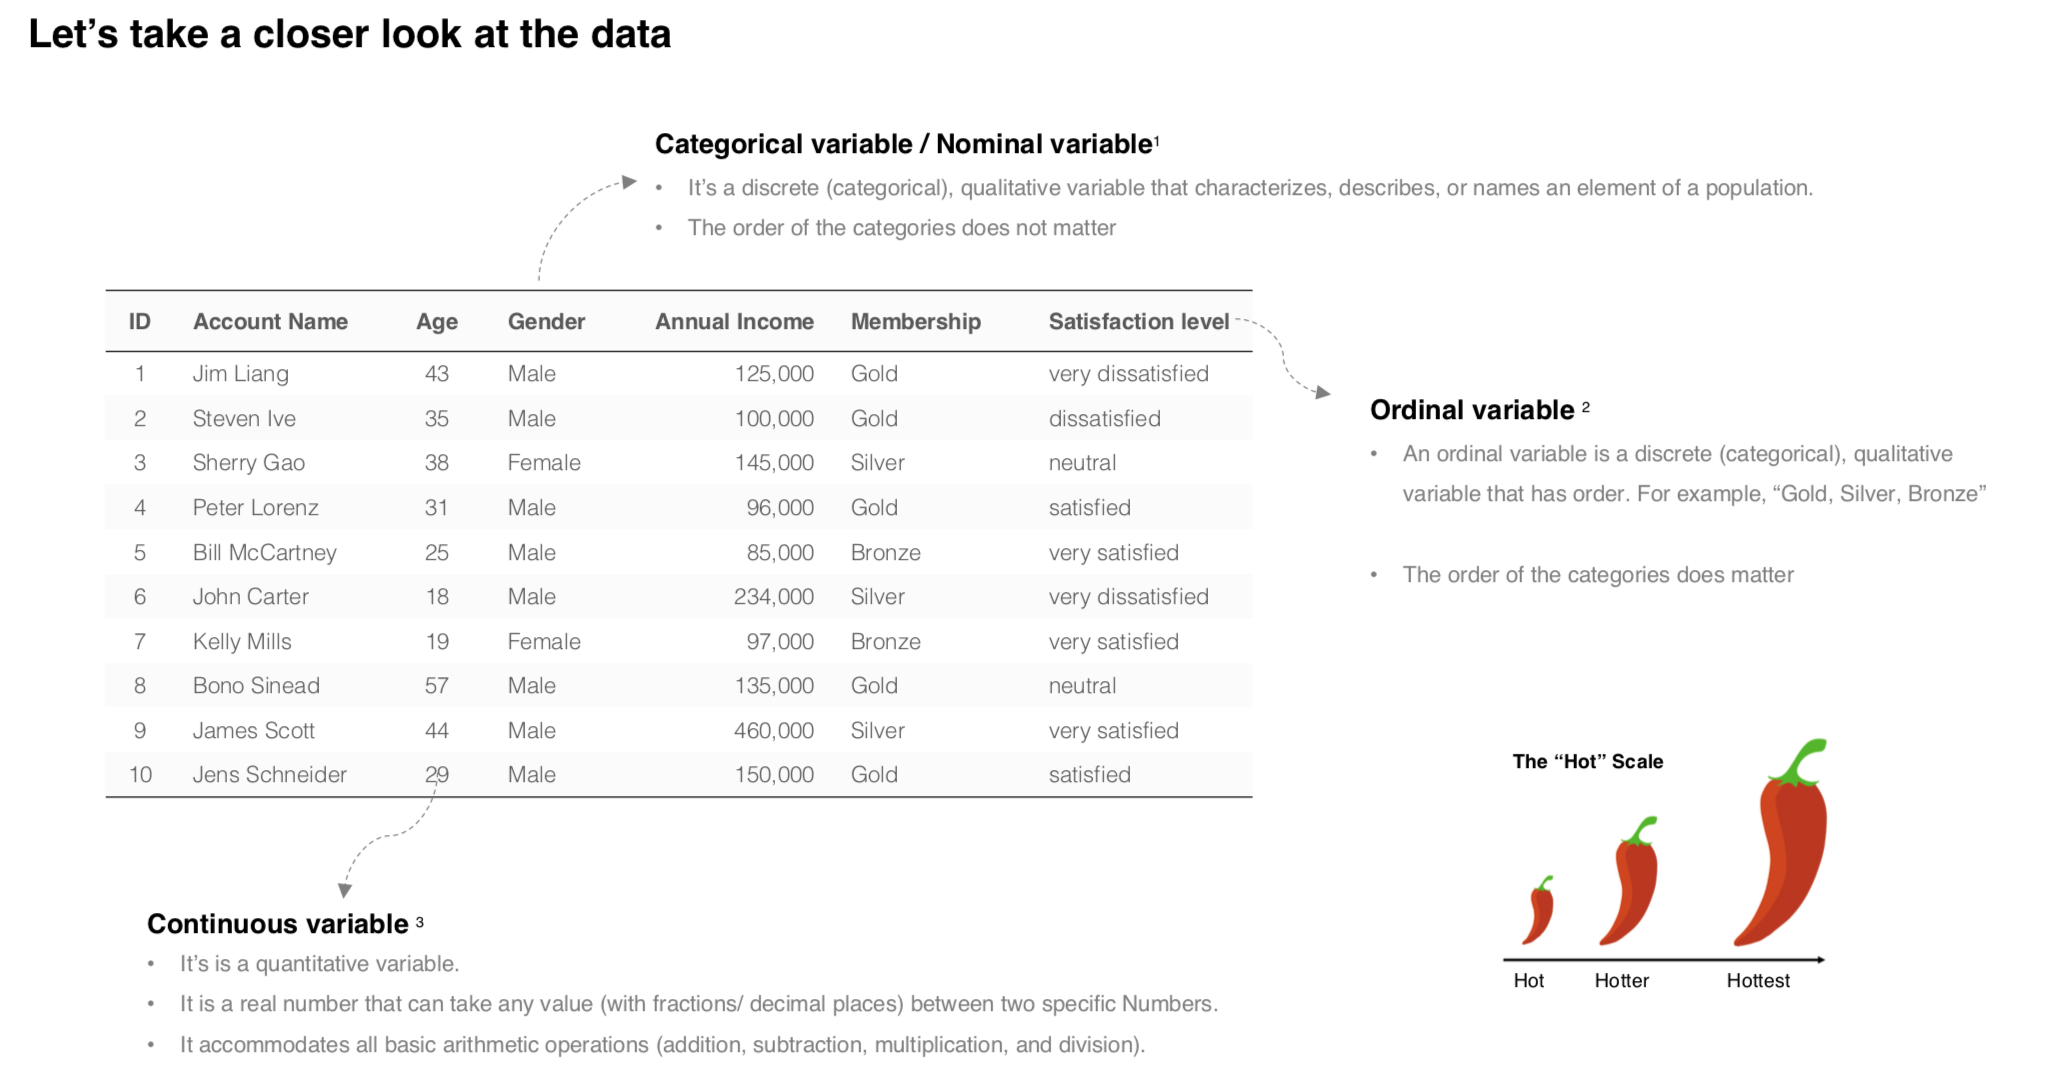 Let's take a closer look at the data
Categorical variable / Nominal variable¹
• It's a discrete (categorical), qualitative variable that characterizes, describes, or names an element of a population.
• The order of the categories does not matter
ID Account Name Age Gender Annual Income Membership Satisfaction level
1 Jim Liang 43 Male 125,000 Gold very dissatisfied
2 Steven Ive 35 Male 100,000 Gold dissatisfied
3 Sherry Gao 38 Female 145,000 Silver neutral
4 Peter Lorenz 31 Male 96,000 Gold satisfied
5 Bill McCartney 25 Male 85,000 Bronze very satisfied
6 John Carter 18 Male 234,000 Silver very dissatisfied
7 Kelly Mills 19 Female 97,000 Bronze very satisfied
8 Bono Sinead 57 Male 135,000 Gold neutral
9 James Scott 44 Male 460,000 Silver very satisfied
10 Jens Schneider 29 Male 150,000 Gold satisfied
Ordinal variable ²
• An ordinal variable is a discrete (categorical), qualitative
variable that has order. For example, “Gold, Silver, Bronze”
• The order of the categories does matter
The “Hot” Scale
Hot Hotter Hottest
Continuous variable ³
• It's is a quantitative variable.
• It is a real number that can take any value (with fractions/ decimal places) between two specific Numbers.
• It accommodates all basic arithmetic operations (addition, subtraction, multiplication, and division).